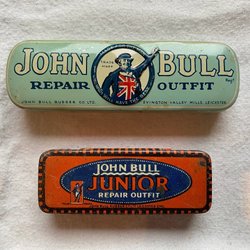 JOHN BULL
TRADE MARK
REPAIR OUTFIT
JOHN BULL RUBBER CO. LTD. EVINGTON VALLEY MILLS, LEICESTER
JOHN BULL
JUNIOR
REPAIR OUTFIT